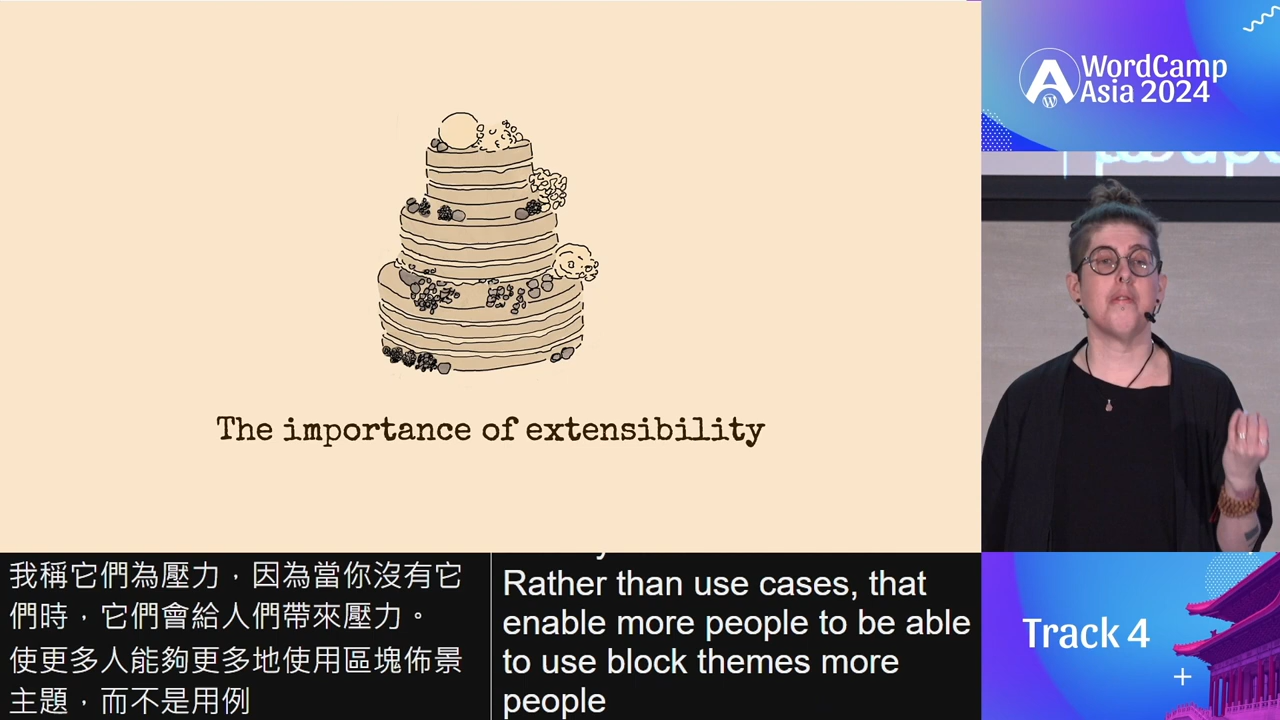 The importance of extensibility
WordCamp
Asia 2024
我稱它們為壓力，因為當你沒有它
們時，它們會給人們帶來壓力。
使更多人能夠更多地使用區塊佈景
主題，而不是用例
Rather than use cases, that
enable more people to be able
to use block themes more
people
Track 4